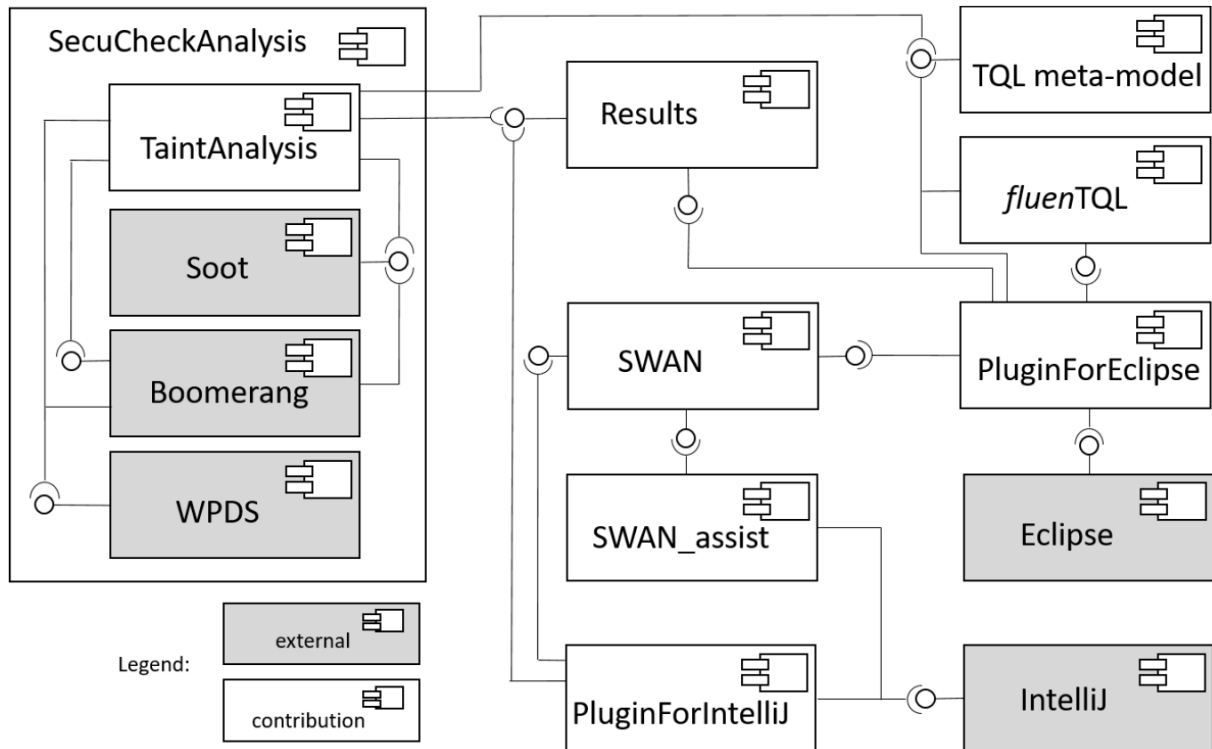 SecuCheckAnalysis
TaintAnalysis
Soot
Boomerang
WPDS
Results
TQL meta-model
fluenTQL
SWAN
PluginForEclipse
SWAN_assist
Eclipse
PluginForIntelliJ
IntelliJ
Legend:
external
contribution